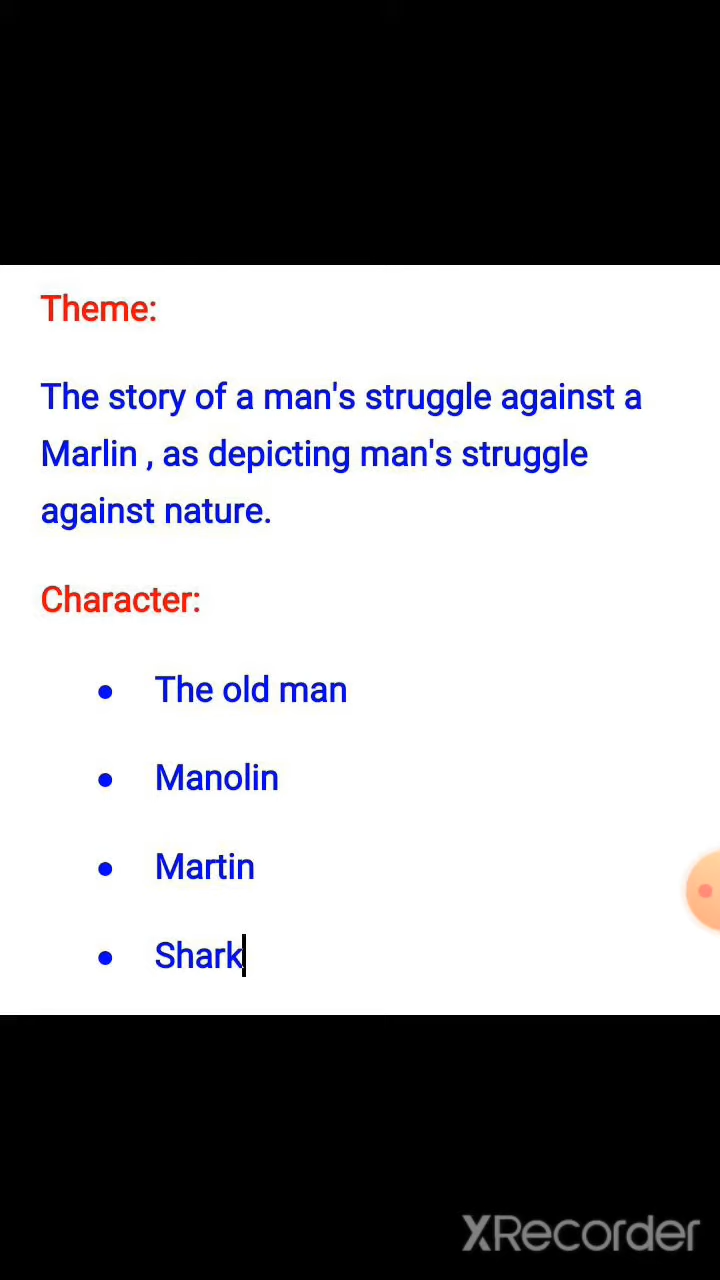 Theme:
The story of a man's struggle against a
Marlin , as depicting man's struggle
against nature.
Character:
• The old man
• Manolin
• Martin
• Shark
XRecorder